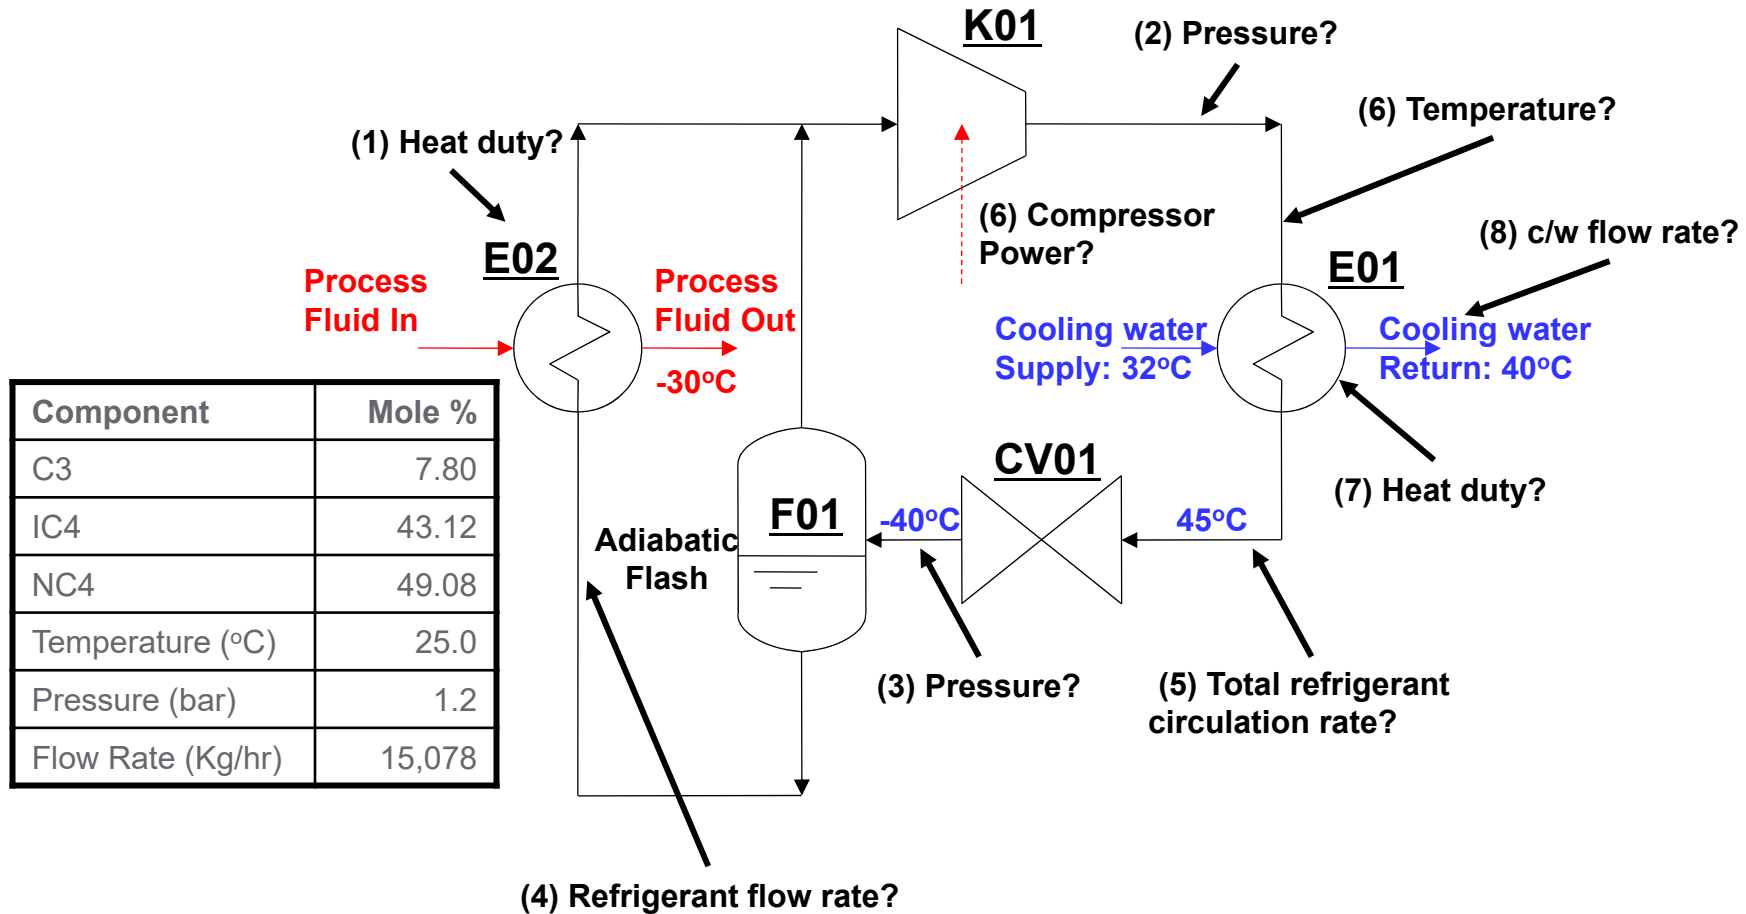 K01
(2) Pressure?
(6) Temperature?
(1) Heat duty?
(6) Compressor
Power?
(8) c/w flow rate?
E02
E01
Process
Fluid In
Process
Fluid Out
-30°C
Cooling water
Supply: 32°C
Cooling water
Return: 40°C
Component Mole %
C3 7.80
IC4 43.12
NC4 49.08
Temperature (°C) 25.0
Pressure (bar) 1.2
Flow Rate (Kg/hr) 15,078
CV01
(7) Heat duty?
F01
-40°C
45°C
Adiabatic
Flash
(3) Pressure?
(5) Total refrigerant
circulation rate?
(4) Refrigerant flow rate?